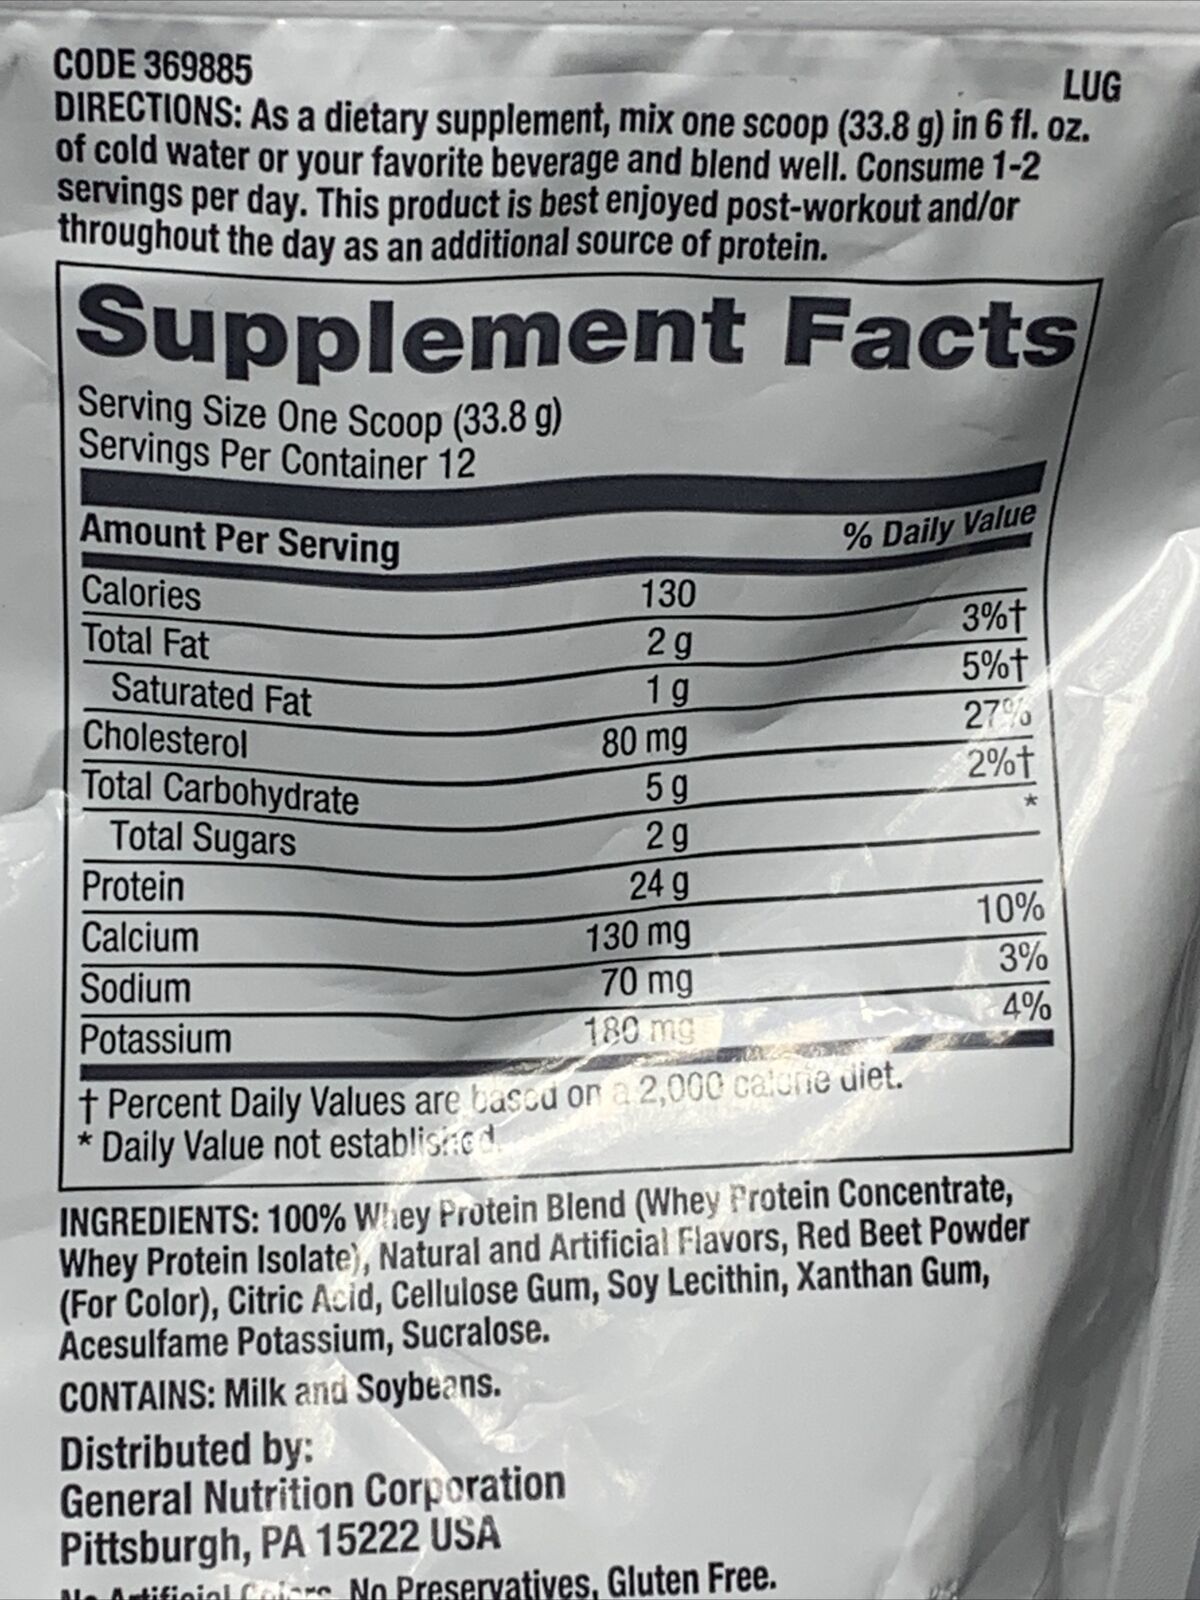 CODE 369885
LUG
DIRECTIONS: As a dietary supplement, mix one scoop (33.8 g) in 6 fl. oz.
of cold water or your favorite beverage and blend well. Consume 1-2
servings per day. This product is best enjoyed post-workout and/or
throughout the day as an additional source of protein.
Supplement Facts
Serving Size One Scoop (33.8 g)
Servings Per Container 12
Amount Per Serving % Daily Value
Calories 130
Total Fat 2 g 3%†
Saturated Fat 1 g 5%†
Cholesterol 80 mg 27%
Total Carbohydrate 5 g 2%†
Total Sugars 2 g *
Protein 24 g
Calcium 130 mg 10%
Sodium 70 mg 3%
Potassium 180 mg 4%
† Percent Daily Values are based on a 2,000 calorie diet.
* Daily Value not established.
INGREDIENTS: 100% Whey Protein Blend (Whey Protein Concentrate,
Whey Protein Isolate), Natural and Artificial Flavors, Red Beet Powder
(For Color), Citric Acid, Cellulose Gum, Soy Lecithin, Xanthan Gum,
Acesulfame Potassium, Sucralose.
CONTAINS: Milk and Soybeans.
Distributed by:
General Nutrition Corporation
Pittsburgh, PA 15222 USA
No Artificial Colors, No Preservatives, Gluten Free.